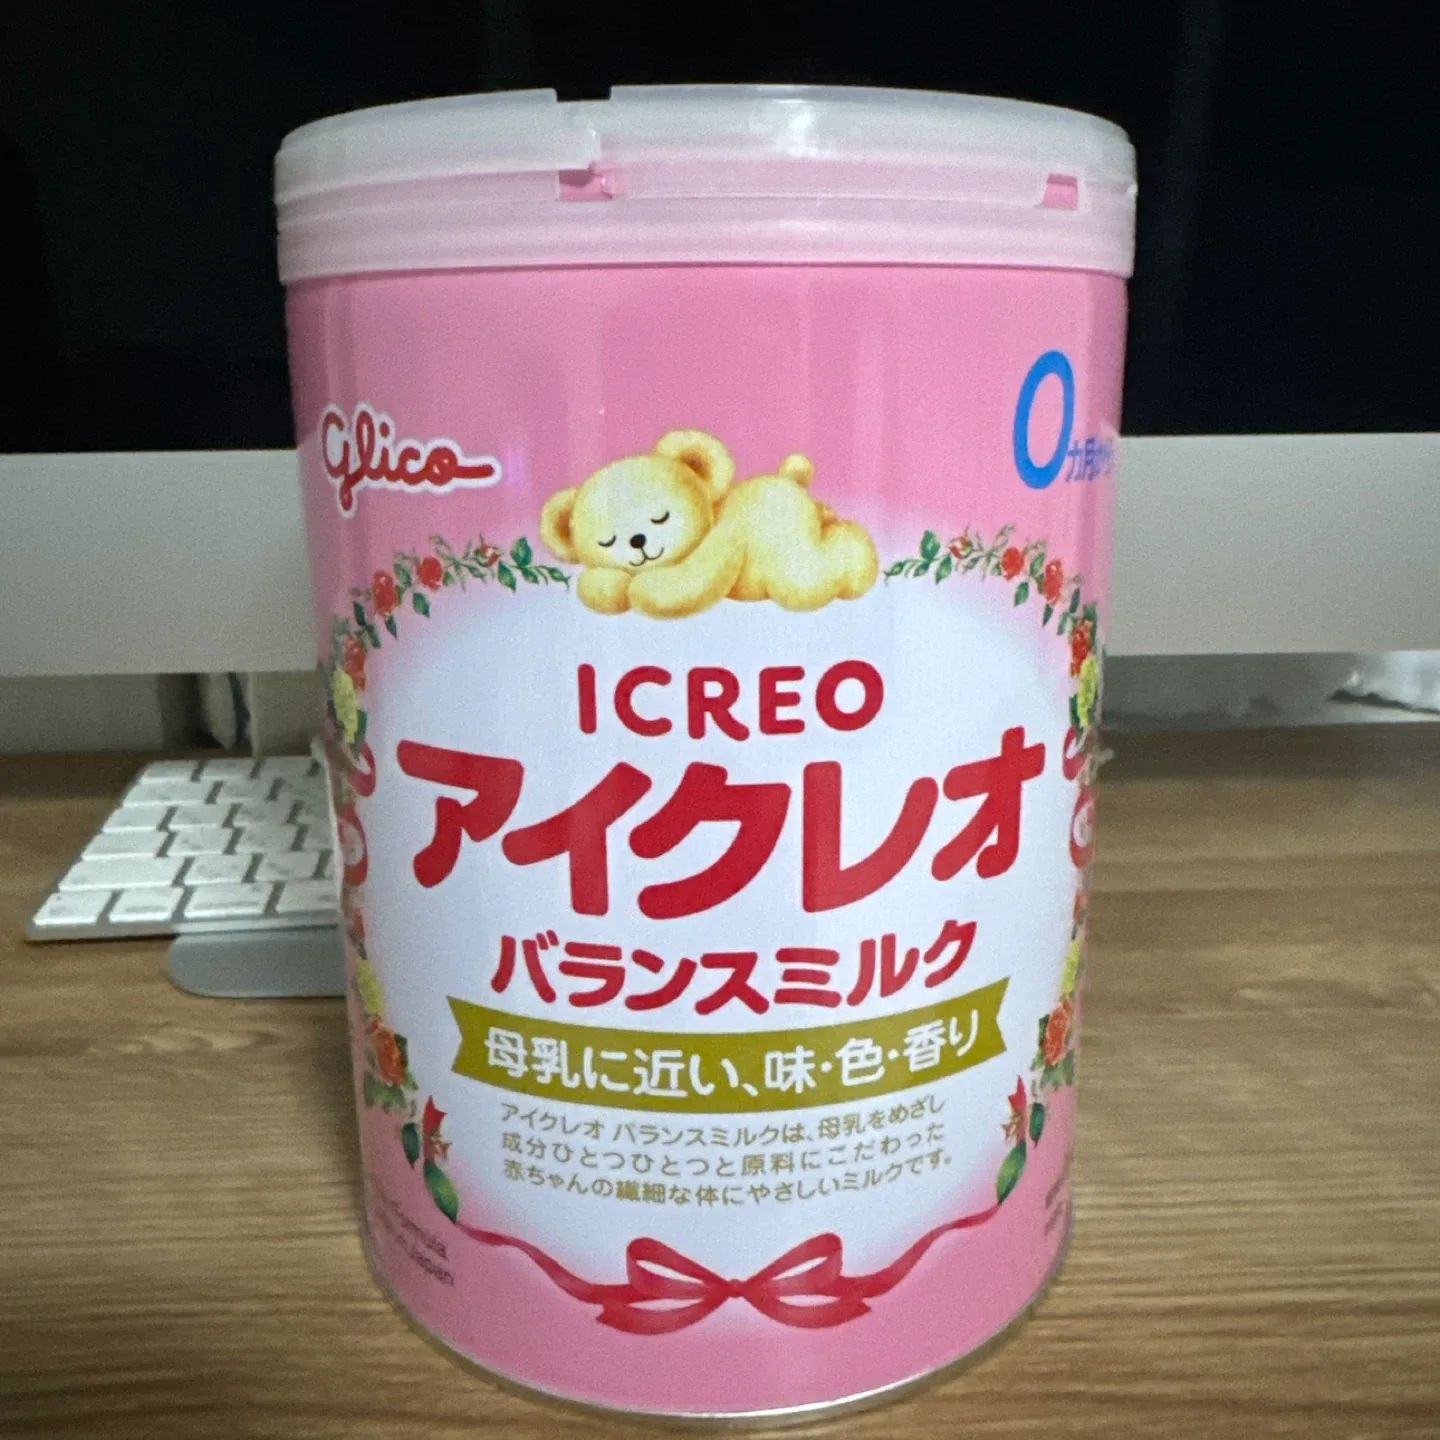 glico
0ヵ月から
ICREO
アイクレオ
バランスミルク
母乳に近い、味・色・香り
アイクレオ バランスミルクは、母乳をめざし
成分ひとつひとつと原料にこだわった
赤ちゃんの繊細な体にやさしいミルクです。
Formula
Japan